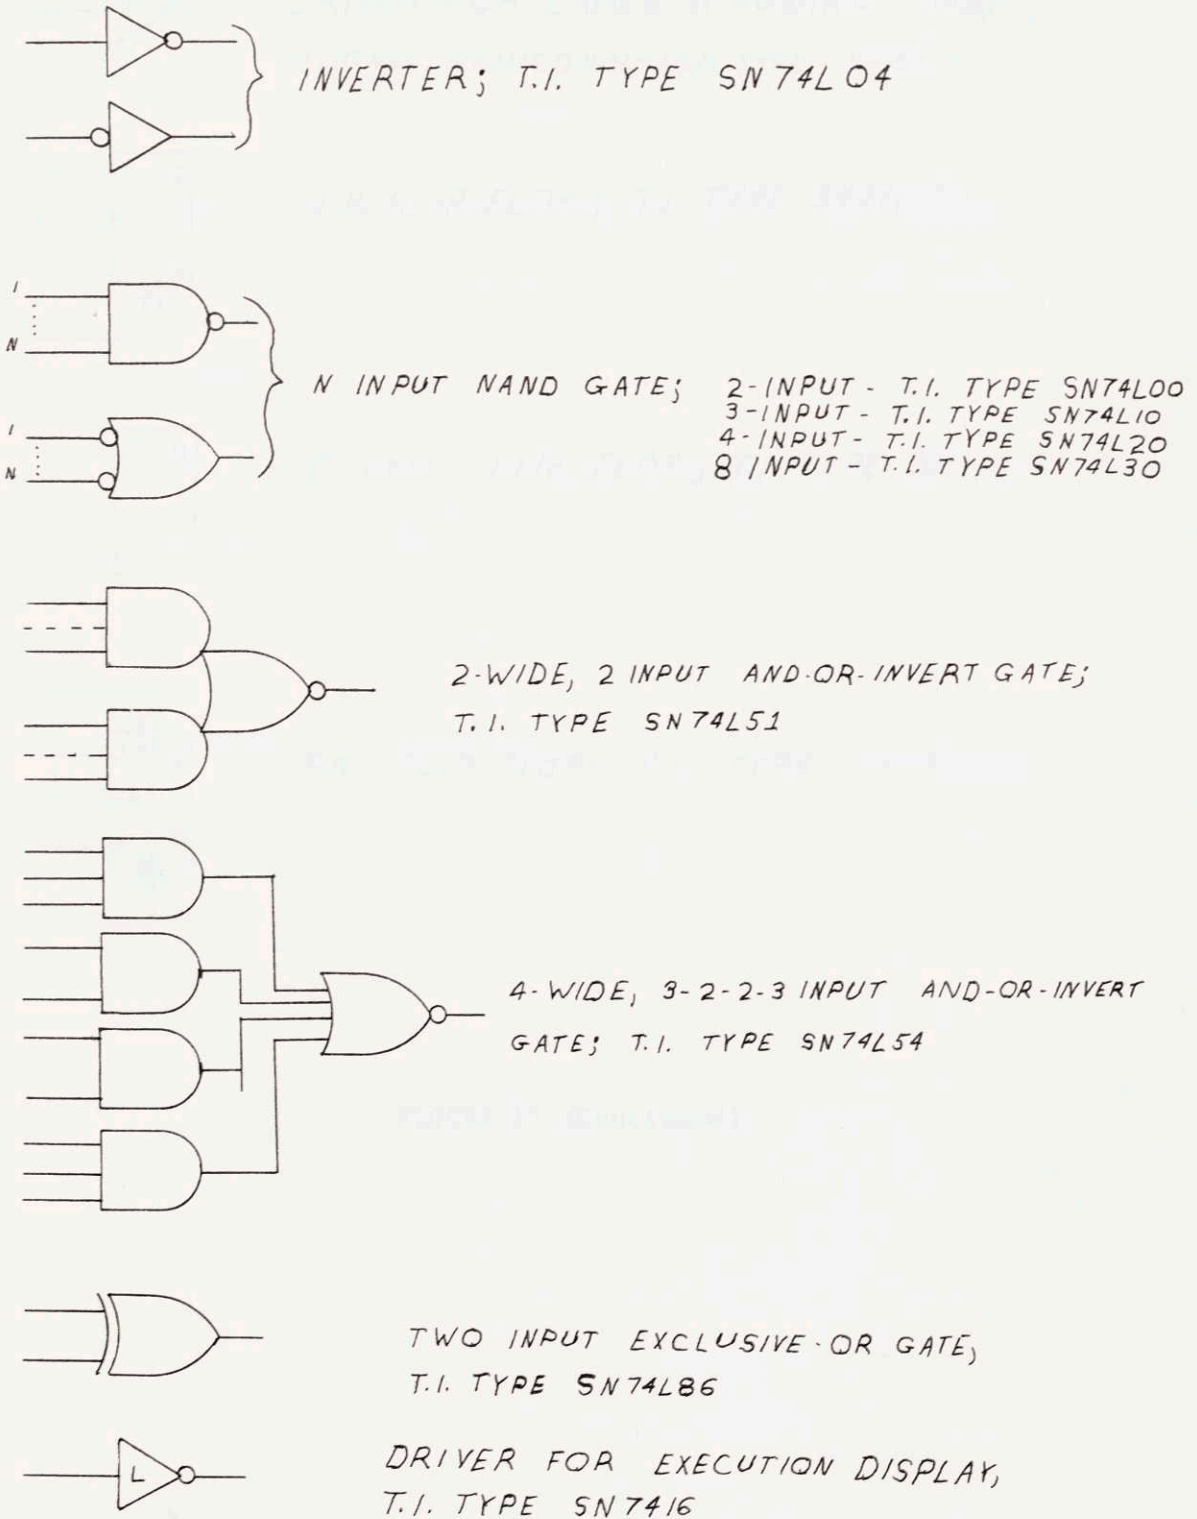 INVERTER; T.I. TYPE SN74L04
1
N
N INPUT NAND GATE; 2-INPUT - T.I. TYPE SN74L00
3-INPUT - T.I. TYPE SN74L10
4-INPUT - T.I. TYPE SN74L20
8 INPUT - T.I. TYPE SN74L30
1
N
2-WIDE, 2 INPUT AND-OR-INVERT GATE;
T.I. TYPE SN74L51
4-WIDE, 3-2-2-3 INPUT AND-OR-INVERT
GATE; T.I. TYPE SN74L54
TWO INPUT EXCLUSIVE-OR GATE,
T.I. TYPE SN74L86
L
DRIVER FOR EXECUTION DISPLAY,
T.I. TYPE SN7416